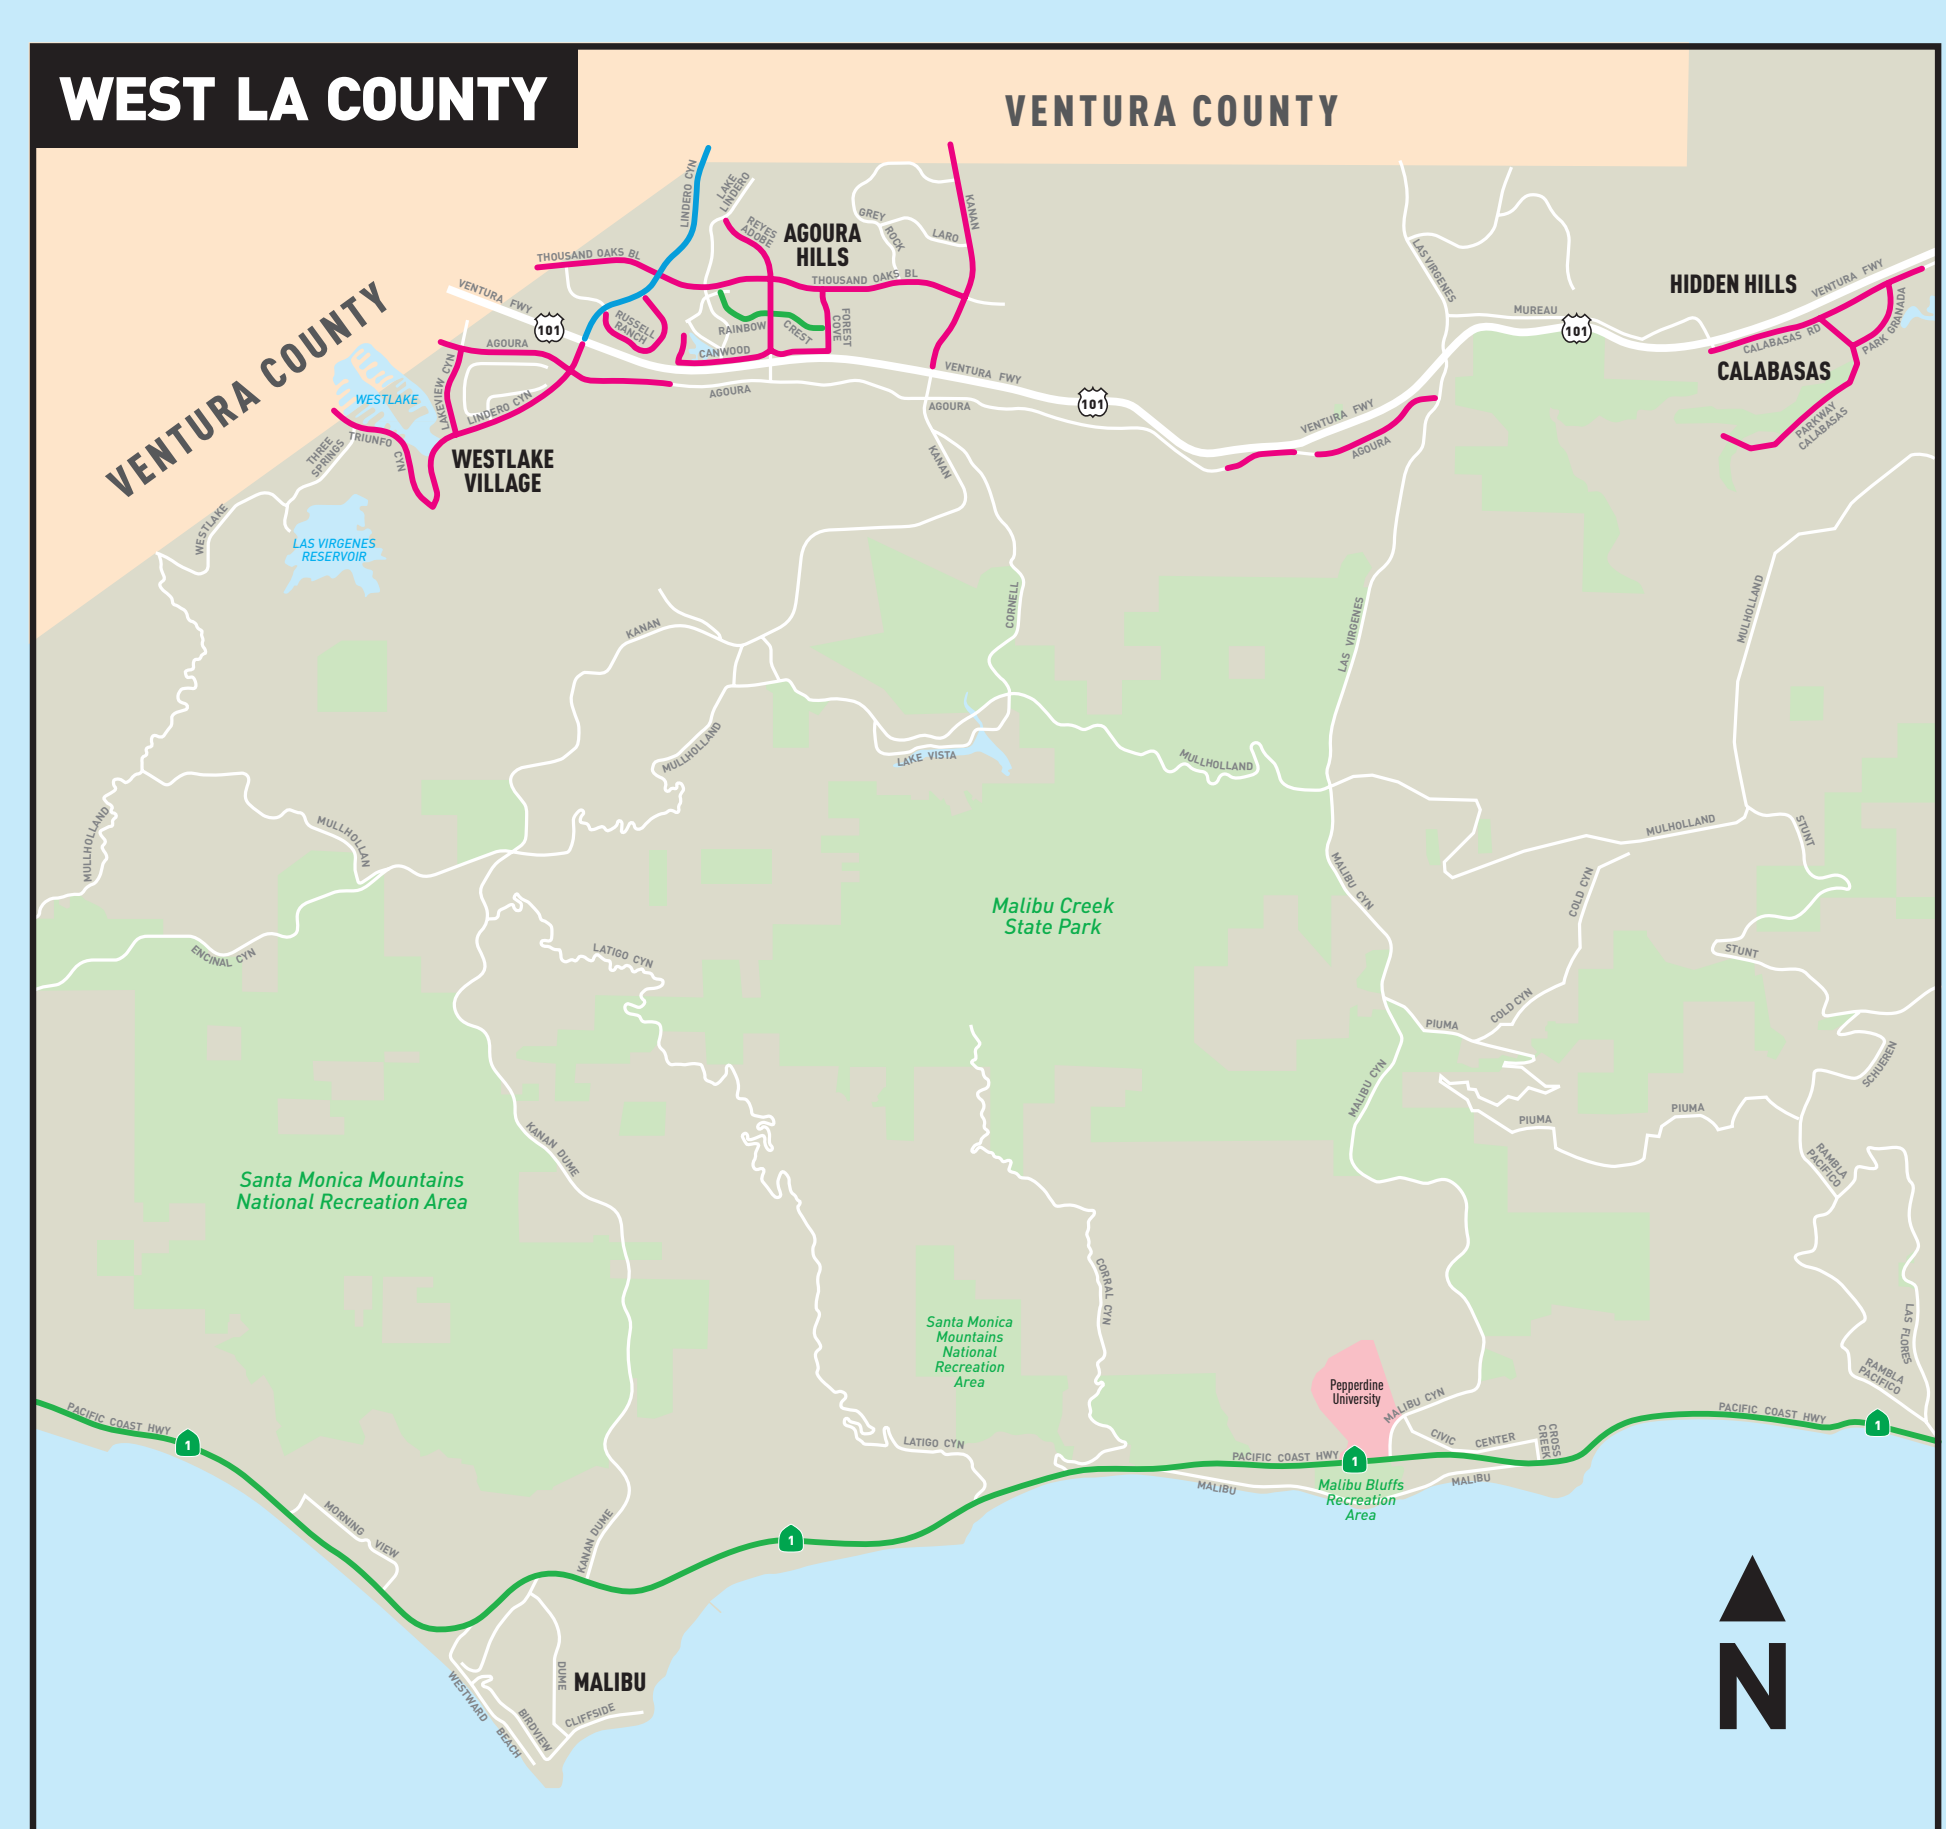 WEST LA COUNTY
VENTURA COUNTY
VENTURA COUNTY
LINDERO CYN
LAKE
LINDERO
REYES
ADOBE
AGOURA
HILLS
GREY
ROCK
LARO
KANAN
THOUSAND OAKS BL
THOUSAND OAKS BL
LAS VIRGENES
HIDDEN HILLS
VENTURA FWY
MUREAU
101
PARK GRANADA
CALABASAS RD
CALABASAS
PARKWAY
CALABASAS
VENTURA FWY
101
RUSSELL
RANCH
RAINBOW
CREST
FOREST
COVE
CANWOOD
AGOURA
LAKEVIEW CYN
LINDERO CYN
WESTLAKE
AGOURA
VENTURA FWY
AGOURA
101
VENTURA FWY
AGOURA
THREE
SPRINGS
TRIUNFO CYN
WESTLAKE
VILLAGE
KANAN
WESTLAKE
LAS VIRGENES
RESERVOIR
KANAN
CORNELL
LAS VIRGENES
MULHOLLAND
MULLHOLLAND
LAKE VISTA
MULLHOLLAND
MULLHOLLAND
MULLHOLLAN
MULHOLLAND
STUNT
MALIBU CYN
COLD CYN
Malibu Creek
State Park
ENCINAL CYN
LATIGO CYN
STUNT
COLD CYN
PIUMA
SCHUEREN
MALIBU CYN
PIUMA
PIUMA
KANAN DUME
RAMBLA
PACIFICO
Santa Monica Mountains
National Recreation Area
CORRAL CYN
Santa Monica
Mountains
National
Recreation
Area
LAS FLORES
RAMBLA
PACIFICO
Pepperdine
University
MALIBU CYN
PACIFIC COAST HWY
1
LATIGO CYN
PACIFIC COAST HWY
1
CIVIC CENTER
CROSS
CREEK
PACIFIC COAST HWY
1
MALIBU
MALIBU
Malibu Bluffs
Recreation
Area
MORNING VIEW
KANAN DUME
1
N
DUME
MALIBU
CLIFFSIDE
BIRDVIEW
WESTWARD BEACH